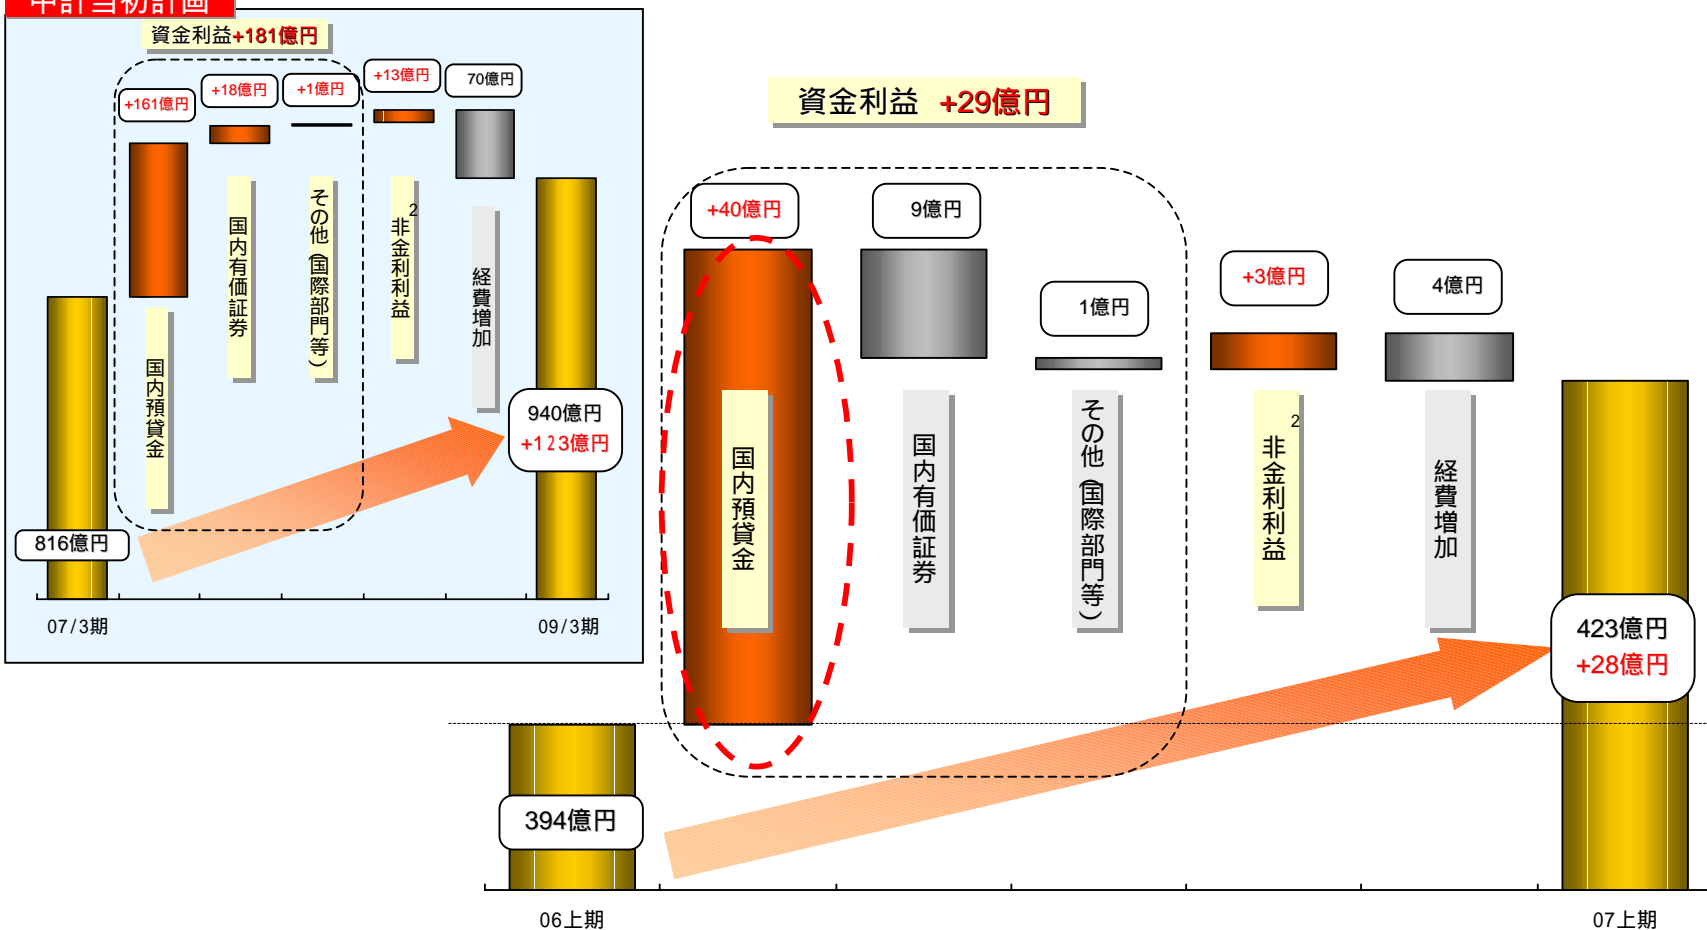 中計当初計画
資金利益+181億円
+161億円
+18億円
+1億円
+13億円
70億円
国内預貸金
国内有価証券
その他(国際部門等)
非金利利益2
経費増加
816億円
940億円
+123億円
07/3期
09/3期
資金利益 +29億円
+40億円
9億円
1億円
+3億円
4億円
国内預貸金
国内有価証券
その他(国際部門等)
非金利利益2
経費増加
394億円
423億円
+28億円
06上期
07上期